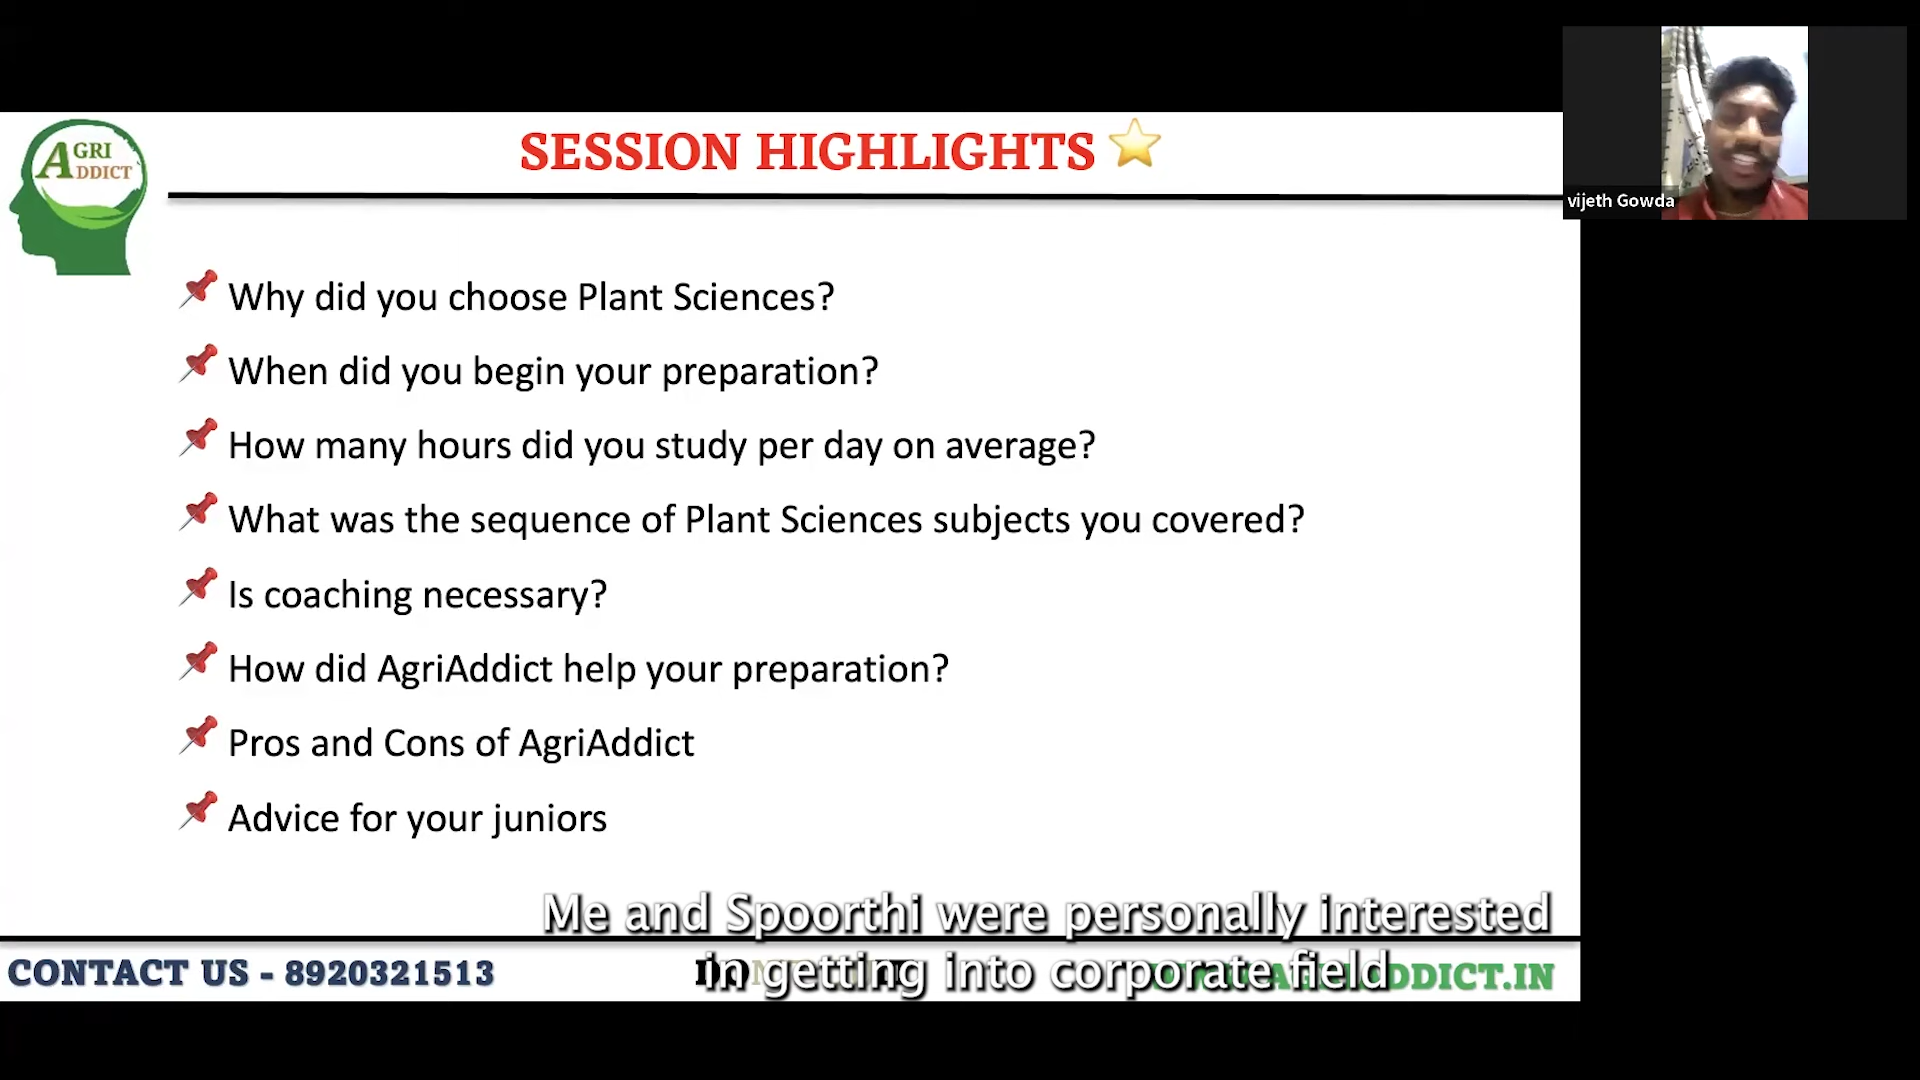 AGRI
ADDICT
SESSION HIGHLIGHTS
vijeth Gowda
Why did you choose Plant Sciences?
When did you begin your preparation?
How many hours did you study per day on average?
What was the sequence of Plant Sciences subjects you covered?
Is coaching necessary?
How did AgriAddict help your preparation?
Pros and Cons of AgriAddict
Advice for your juniors
Me and Spoorthi were personally interested
in getting into corporate field
CONTACT US - 8920321513